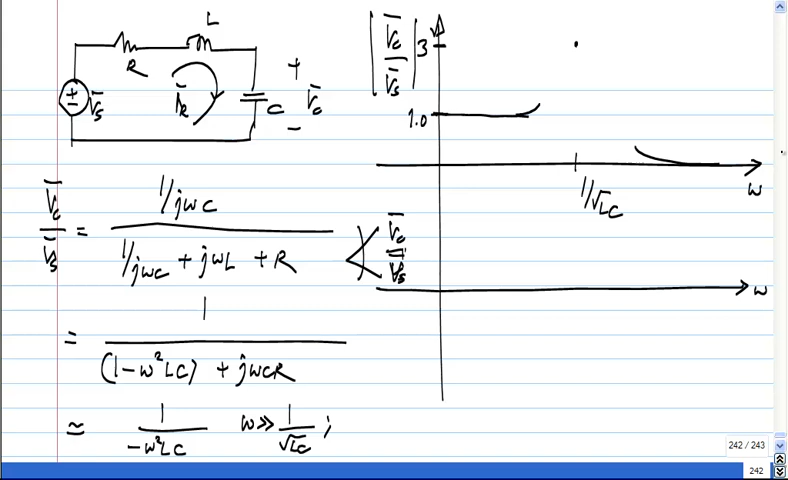 L
R
V̄s
ĪR
C
+
V̄c
−
V̄c/V̄s = (1/jωC) / (1/jωC + jωL + R)
= 1 / ((1-ω²LC) + jωCR)
≃ 1 / (-ω²LC) ω >> 1/√LC ;
|V̄c/V̄s|
3
1.0
1/√LC
ω
∠ V̄c/V̄s
ω
242 / 243
242